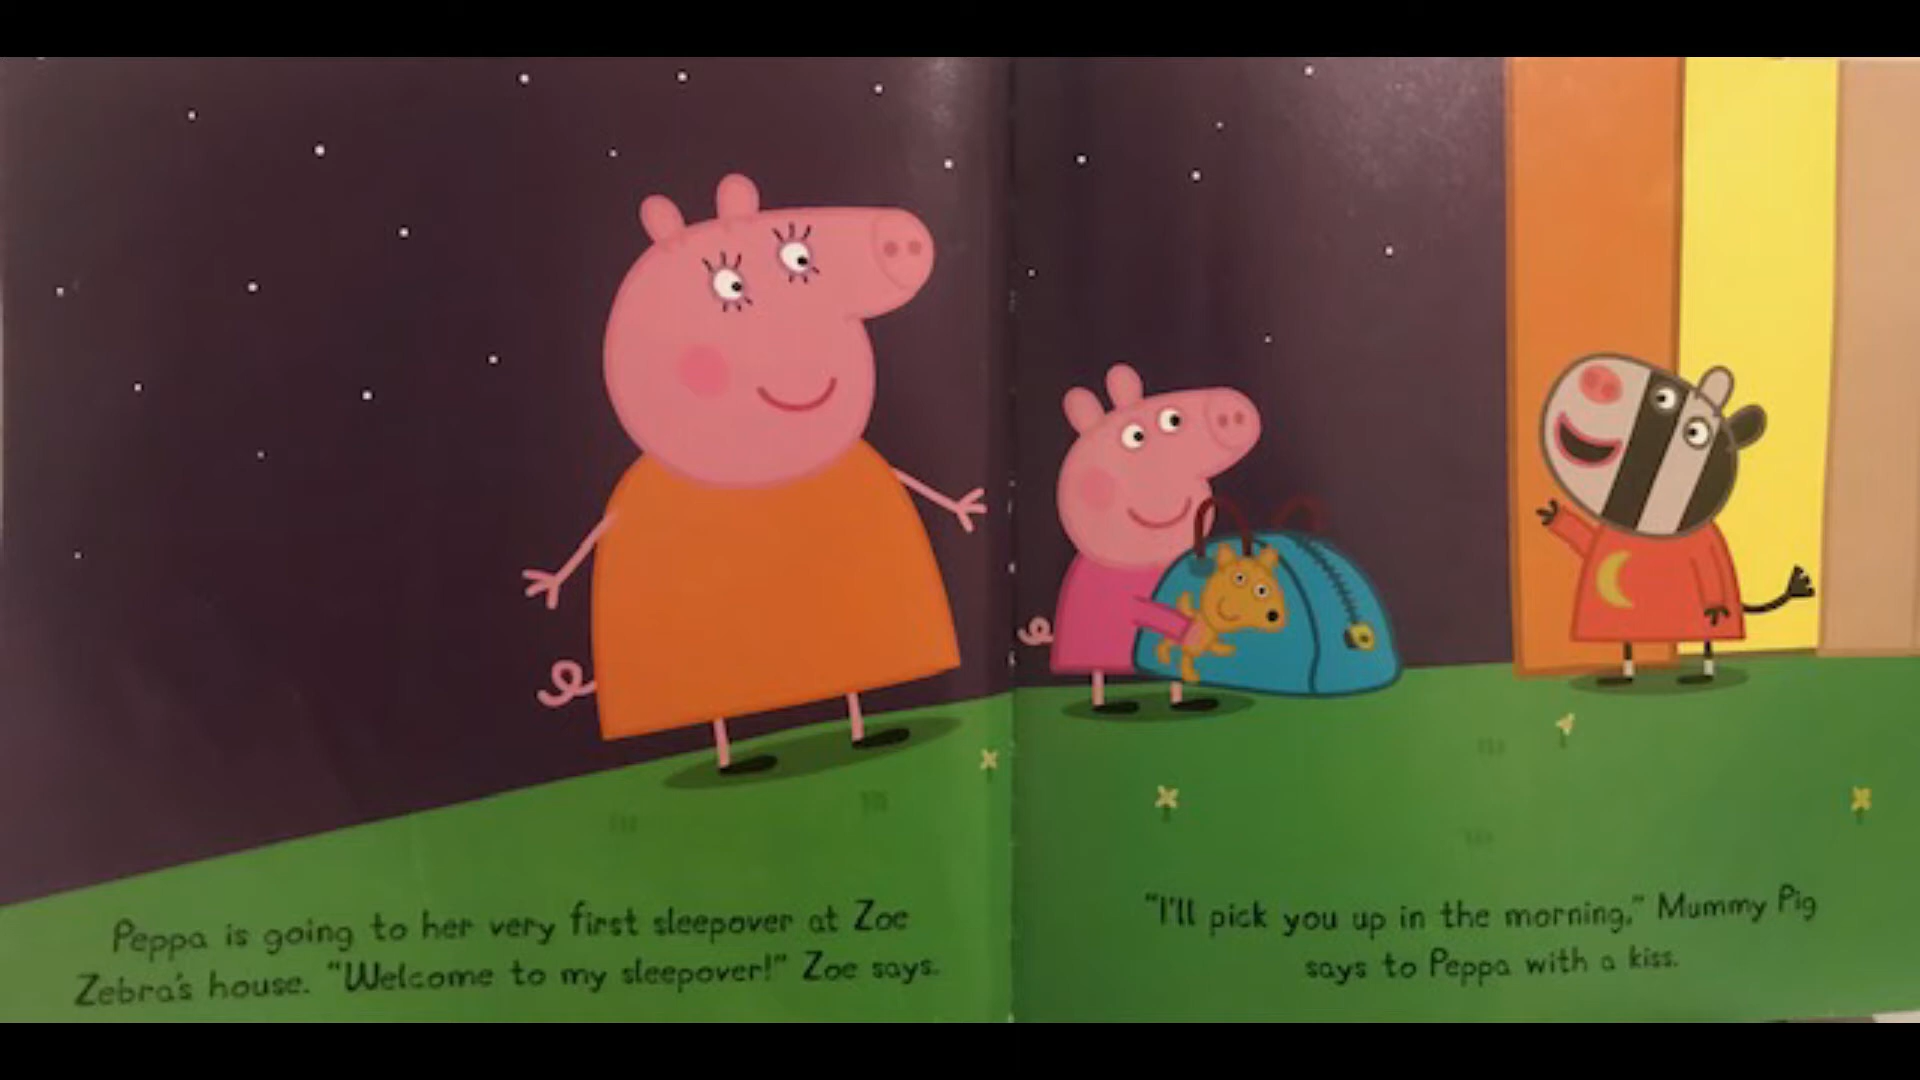 Peppa is going to her very first sleepover at Zoe
Zebra's house. "Welcome to my sleepover!" Zoe says.
"I'll pick you up in the morning," Mummy Pig
says to Peppa with a kiss.